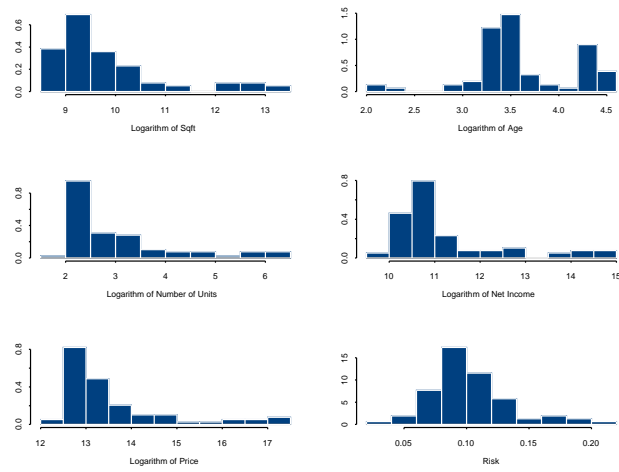 0.0 0.2 0.4 0.6
9 10 11 12 13
Logarithm of Sqft
0.0 0.5 1.0 1.5
2.0 2.5 3.0 3.5 4.0 4.5
Logarithm of Age
0.0 0.4 0.8
2 3 4 5 6
Logarithm of Number of Units
0.0 0.4 0.8
10 11 12 13 14 15
Logarithm of Net Income
0.0 0.4 0.8
12 13 14 15 16 17
Logarithm of Price
0 5 10 15
0.05 0.10 0.15 0.20
Risk